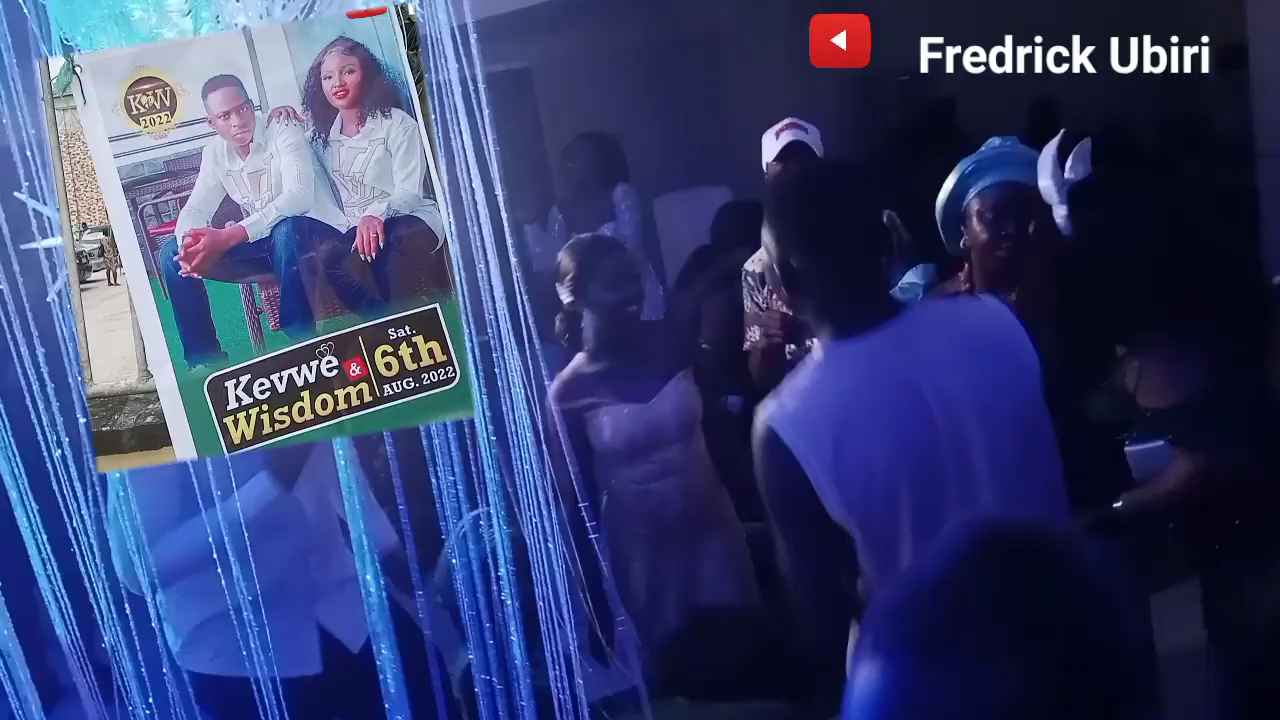 Fredrick Ubiri
K&W
2022
Kevwe &
Wisdom
Sat.
6th
AUG. 2022